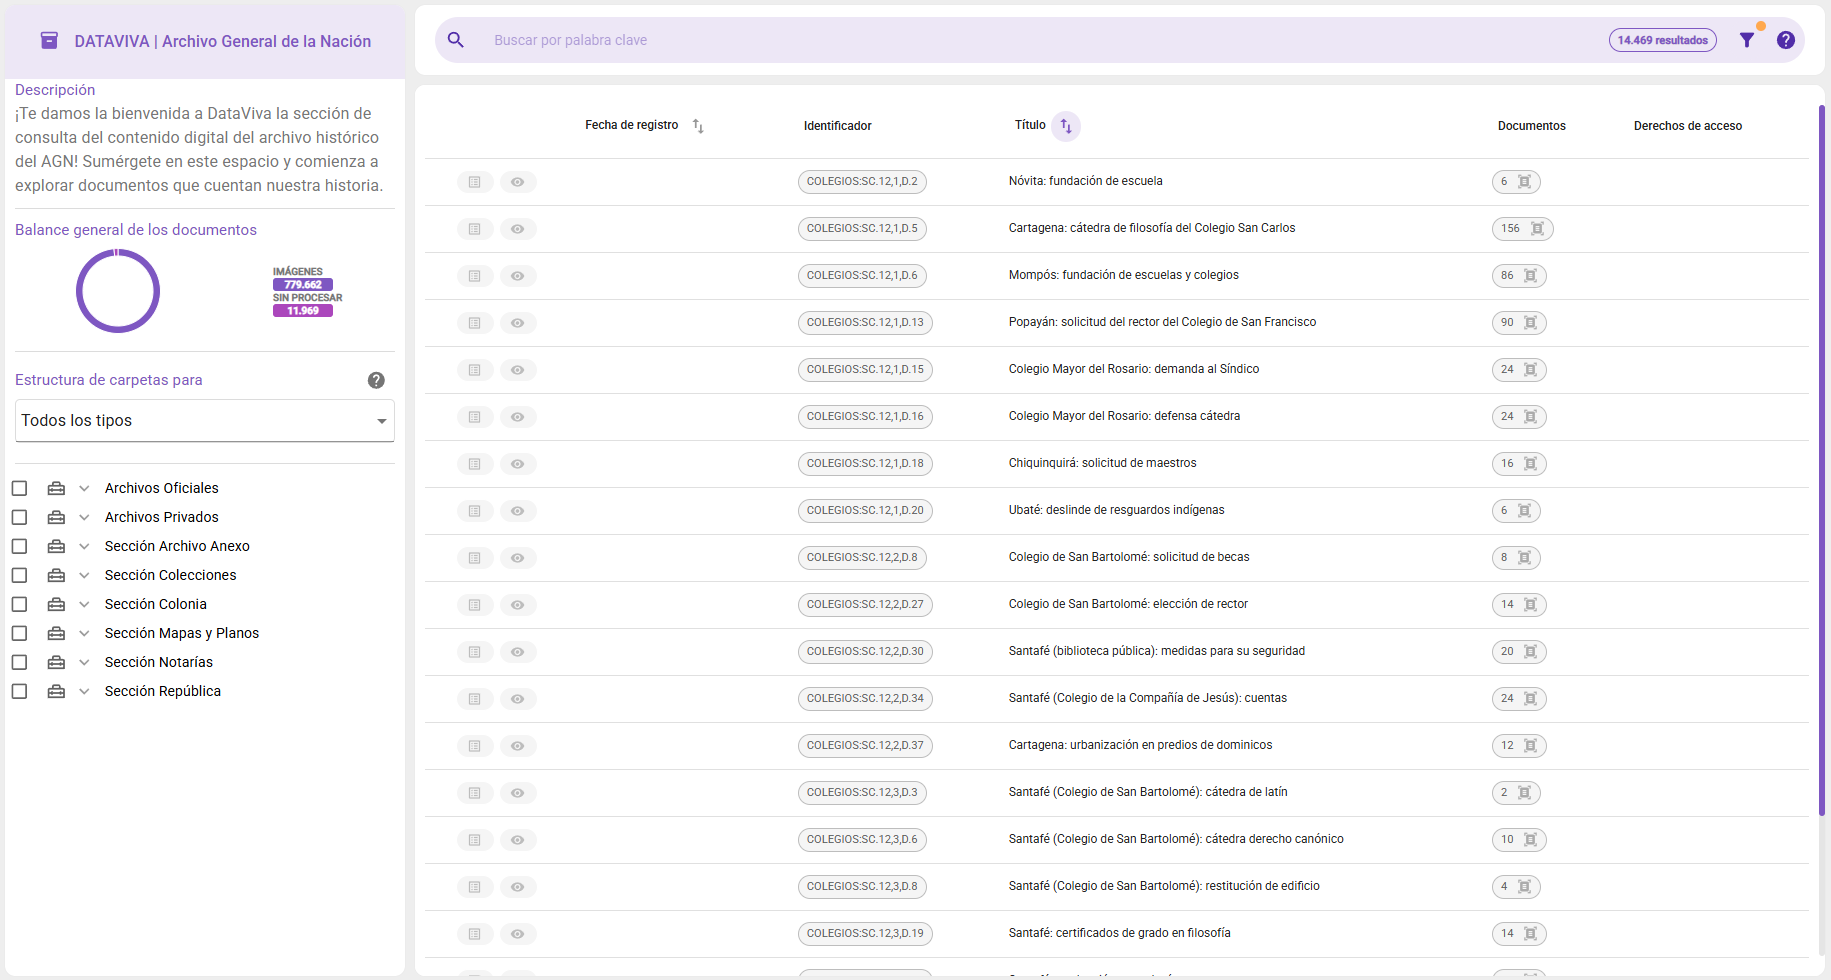 DATAVIVA | Archivo General de la Nación
Descripción
¡Te damos la bienvenida a DataViva la sección de
consulta del contenido digital del archivo histórico
del AGN! Sumérgete en este espacio y comienza a
explorar documentos que cuentan nuestra historia.
Balance general de los documentos
IMÁGENES
779.662
SIN PROCESAR
11.969
Estructura de carpetas para
Todos los tipos
Archivos Oficiales
Archivos Privados
Sección Archivo Anexo
Sección Colecciones
Sección Colonia
Sección Mapas y Planos
Sección Notarías
Sección República
Buscar por palabra clave 14.469 resultados
Fecha de registro Identificador Título Documentos Derechos de acceso
COLEGIOS:SC.12,1,D.2 Nóvita: fundación de escuela 6
COLEGIOS:SC.12,1,D.5 Cartagena: cátedra de filosofía del Colegio San Carlos 156
COLEGIOS:SC.12,1,D.6 Mompós: fundación de escuelas y colegios 86
COLEGIOS:SC.12,1,D.13 Popayán: solicitud del rector del Colegio de San Francisco 90
COLEGIOS:SC.12,1,D.15 Colegio Mayor del Rosario: demanda al Síndico 24
COLEGIOS:SC.12,1,D.16 Colegio Mayor del Rosario: defensa cátedra 24
COLEGIOS:SC.12,1,D.18 Chiquinquirá: solicitud de maestros 16
COLEGIOS:SC.12,1,D.20 Ubaté: deslinde de resguardos indígenas 6
COLEGIOS:SC.12,2,D.8 Colegio de San Bartolomé: solicitud de becas 8
COLEGIOS:SC.12,2,D.27 Colegio de San Bartolomé: elección de rector 14
COLEGIOS:SC.12,2,D.30 Santafé (biblioteca pública): medidas para su seguridad 20
COLEGIOS:SC.12,2,D.34 Santafé (Colegio de la Compañía de Jesús): cuentas 24
COLEGIOS:SC.12,2,D.37 Cartagena: urbanización en predios de dominicos 12
COLEGIOS:SC.12,3,D.3 Santafé (Colegio de San Bartolomé): cátedra de latín 2
COLEGIOS:SC.12,3,D.6 Santafé (Colegio de San Bartolomé): cátedra derecho canónico 10
COLEGIOS:SC.12,3,D.8 Santafé (Colegio de San Bartolomé): restitución de edificio 4
COLEGIOS:SC.12,3,D.19 Santafé: certificados de grado en filosofía 14